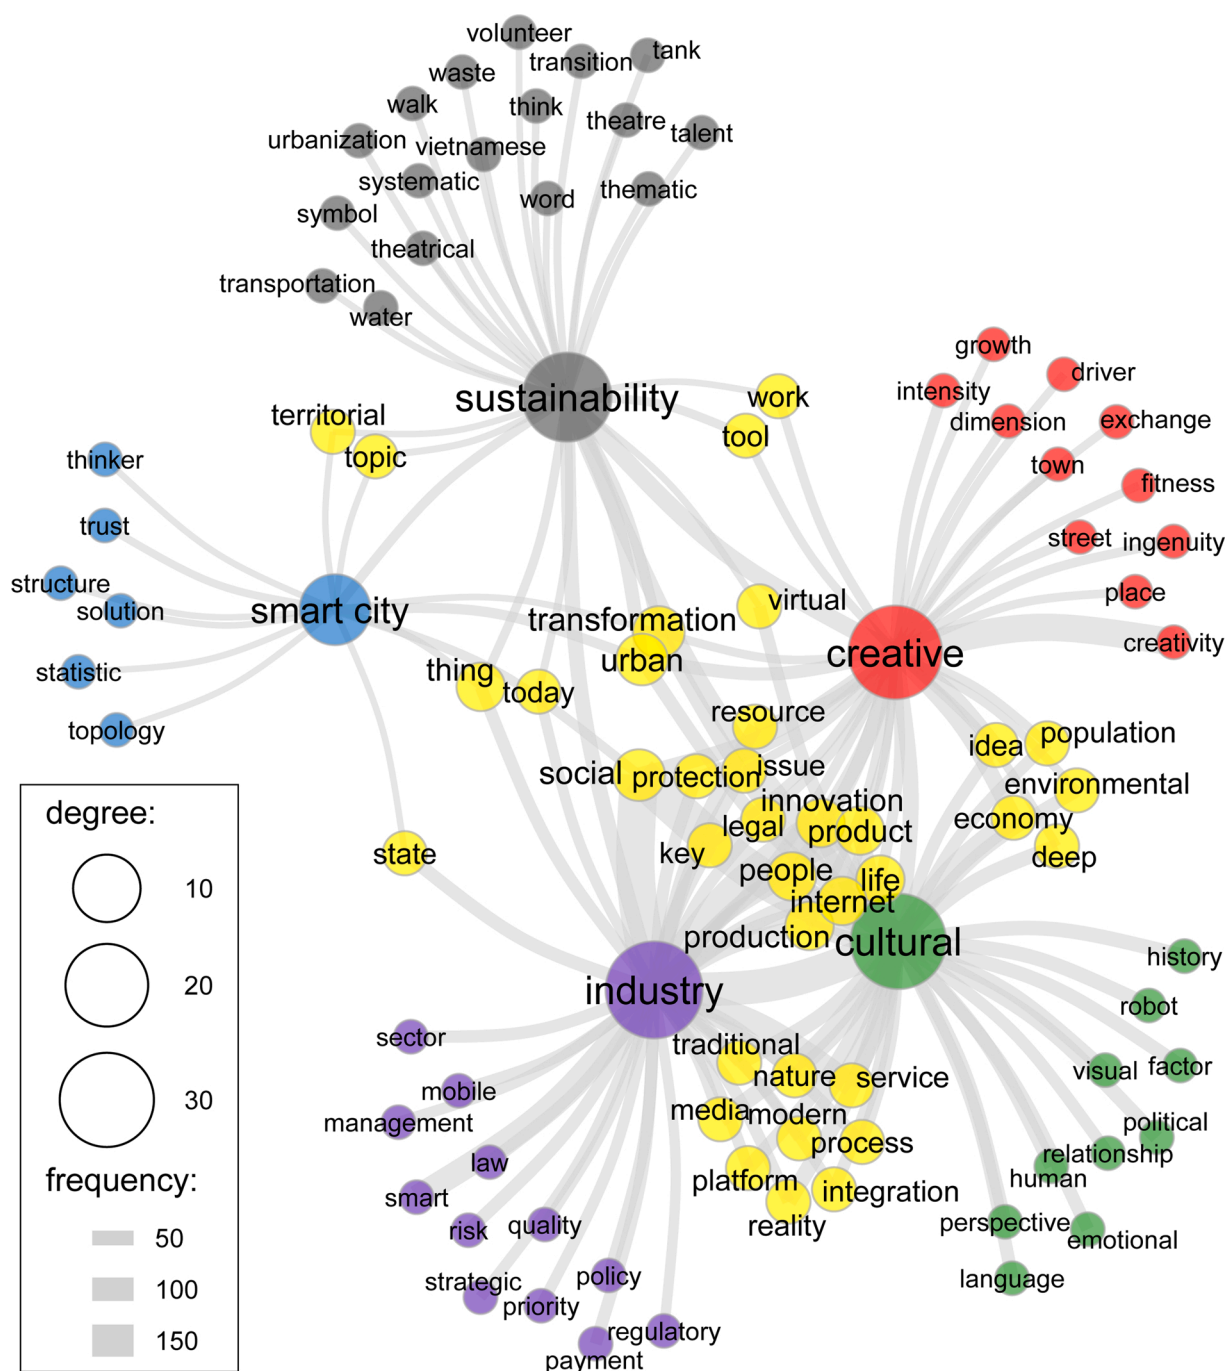 volunteer
transition
tank
waste
walk
think
theatre
talent
urbanization
vietnamese
systematic
word
thematic
symbol
theatrical
transportation
water
sustainability
territorial
topic
work
tool
growth
driver
intensity
dimension
exchange
town
fitness
street
ingenuity
place
creativity
thinker
trust
structure
solution
statistic
topology
smart city
transformation
urban
virtual
creative
thing
today
resource
social
protection
issue
idea
population
environmental
economy
deep
innovation
legal
product
key
people
life
internet
production
cultural
state
industry
history
robot
visual
factor
political
relationship
human
perspective
emotional
language
traditional
nature
service
media
modern
process
platform
integration
reality
sector
mobile
management
law
smart
risk
quality
strategic
priority
policy
regulatory
payment
degree:
10
20
30
frequency:
50
100
150